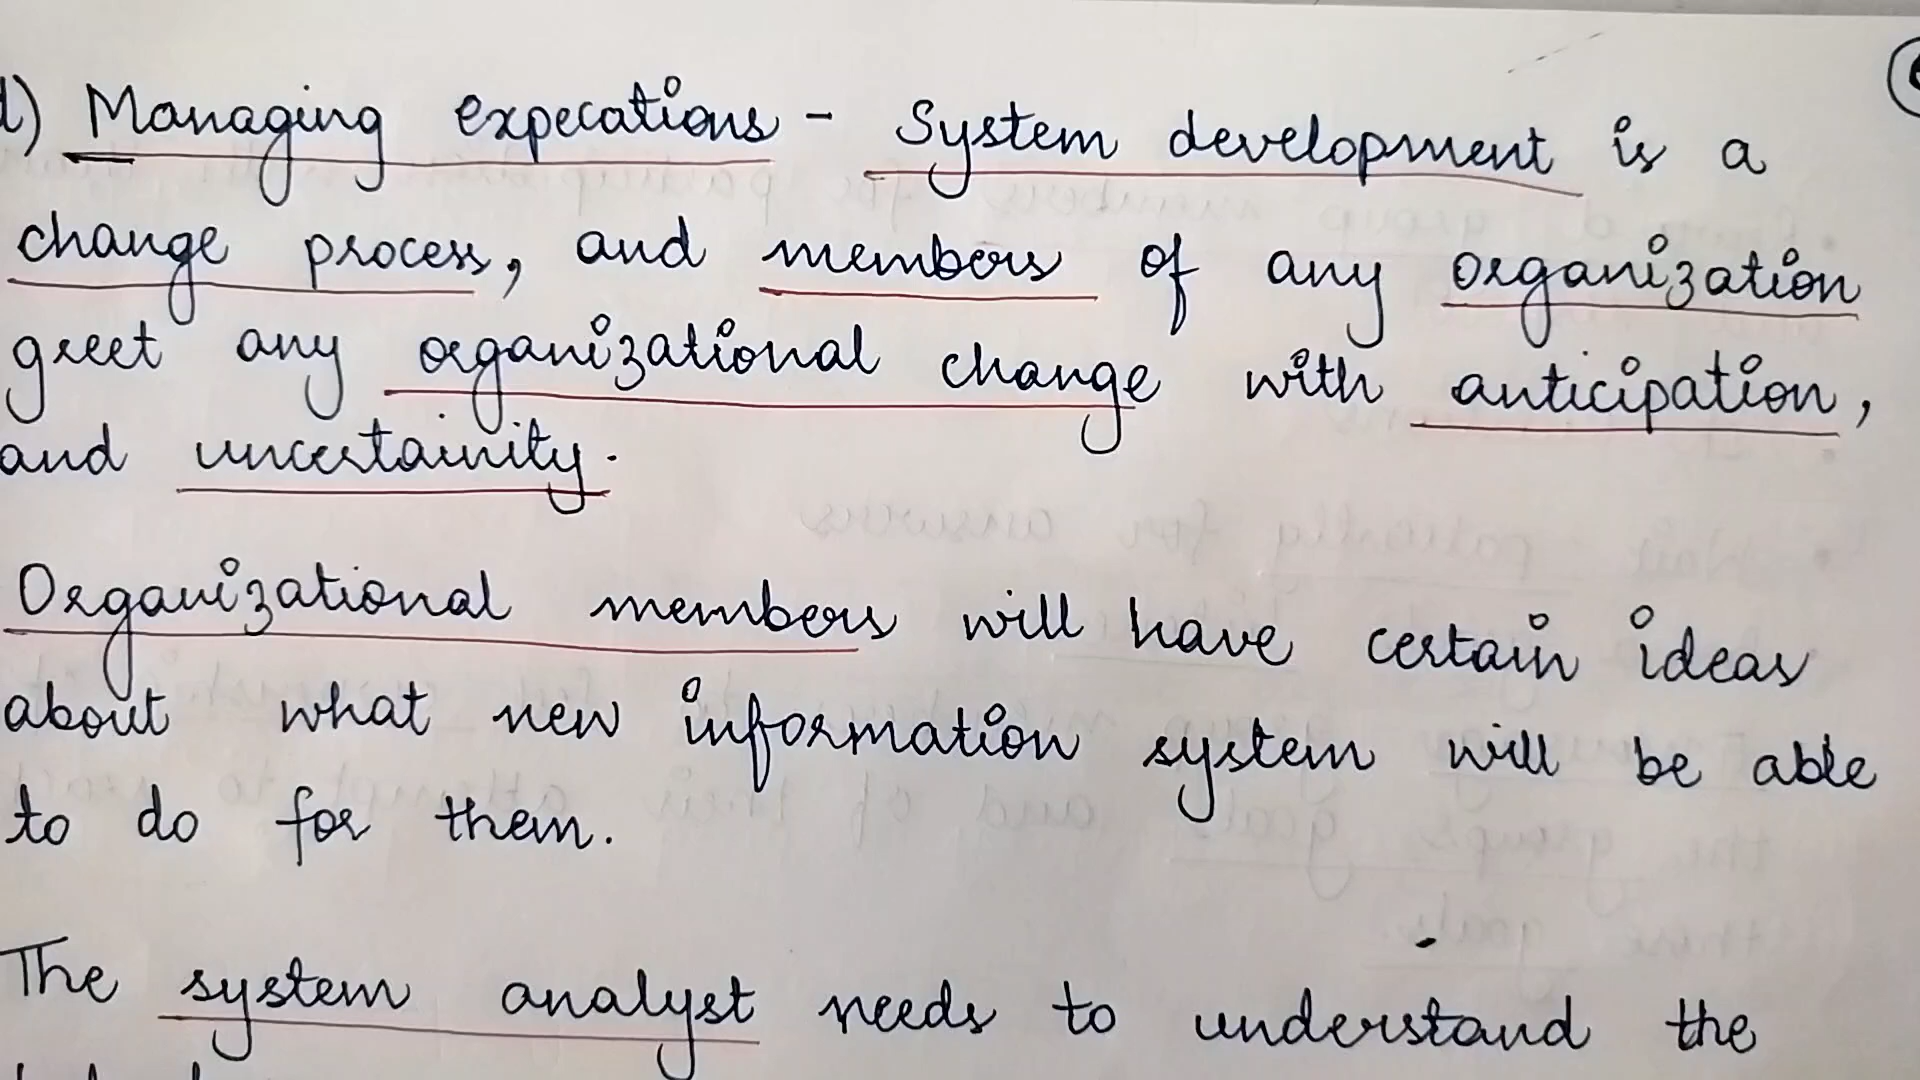 d) Managing expecations - System development is a
change process, and members of any organization
greet any organizational change with anticipation,
and uncertainity.
Organizational members will have certain ideas
about what new information system will be able
to do for them.
The system analyst needs to understand the